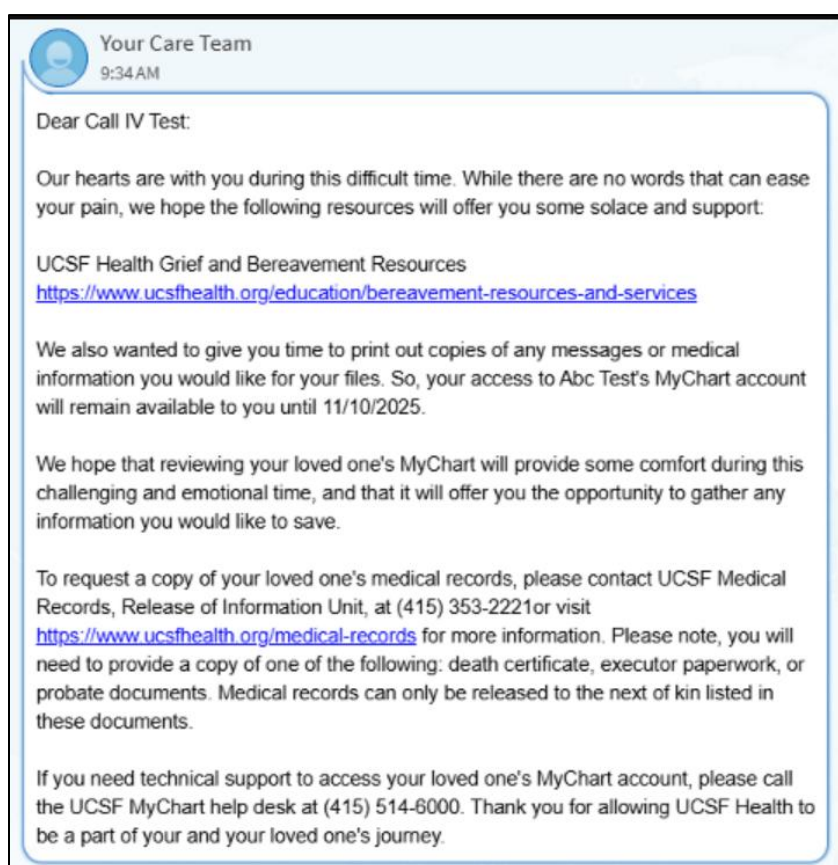 Your Care Team
9:34 AM
Dear Call IV Test:
Our hearts are with you during this difficult time. While there are no words that can ease
your pain, we hope the following resources will offer you some solace and support:
UCSF Health Grief and Bereavement Resources
https://www.ucsfhealth.org/education/bereavement-resources-and-services
We also wanted to give you time to print out copies of any messages or medical
information you would like for your files. So, your access to Abc Test's MyChart account
will remain available to you until 11/10/2025.
We hope that reviewing your loved one's MyChart will provide some comfort during this
challenging and emotional time, and that it will offer you the opportunity to gather any
information you would like to save.
To request a copy of your loved one's medical records, please contact UCSF Medical
Records, Release of Information Unit, at (415) 353-2221or visit
https://www.ucsfhealth.org/medical-records for more information. Please note, you will
need to provide a copy of one of the following: death certificate, executor paperwork, or
probate documents. Medical records can only be released to the next of kin listed in
these documents.
If you need technical support to access your loved one's MyChart account, please call
the UCSF MyChart help desk at (415) 514-6000. Thank you for allowing UCSF Health to
be a part of your and your loved one's journey.